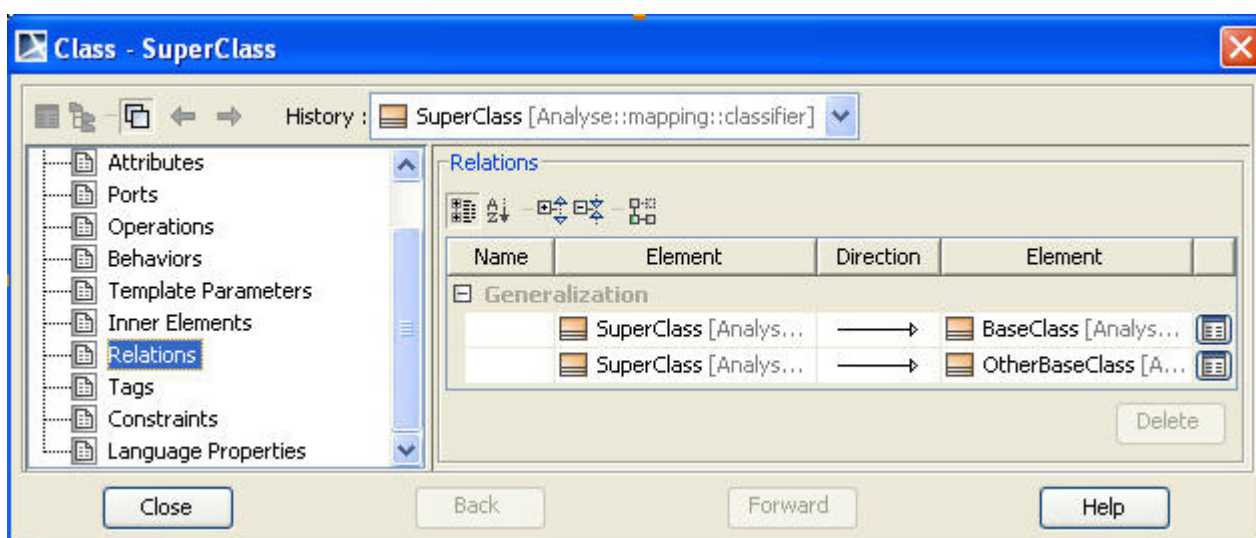 Class - SuperClass
History : SuperClass [Analyse::mapping::classifier]
Attributes
Ports
Operations
Behaviors
Template Parameters
Inner Elements
Relations
Tags
Constraints
Language Properties
Relations
Name Element Direction Element
Generalization
SuperClass [Analys... BaseClass [Analys...
SuperClass [Analys... OtherBaseClass [A...
Delete
Close Back Forward Help